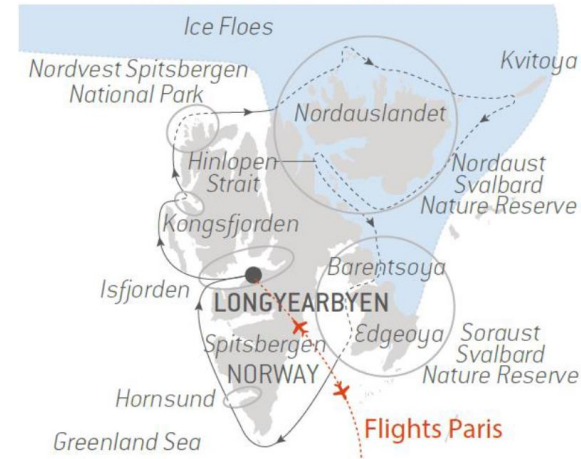 Ice Floes
Nordvest Spitsbergen
National Park
Kvitoya
Nordauslandet
Hinlopen
Strait
Nordaust
Svalbard
Nature Reserve
Kongsfjorden
Barentsoya
Isfjorden
LONGYEARBYEN
Spitsbergen
Edgeoya
Soraust
Svalbard
Nature Reserve
NORWAY
Hornsund
Flights Paris
Greenland Sea